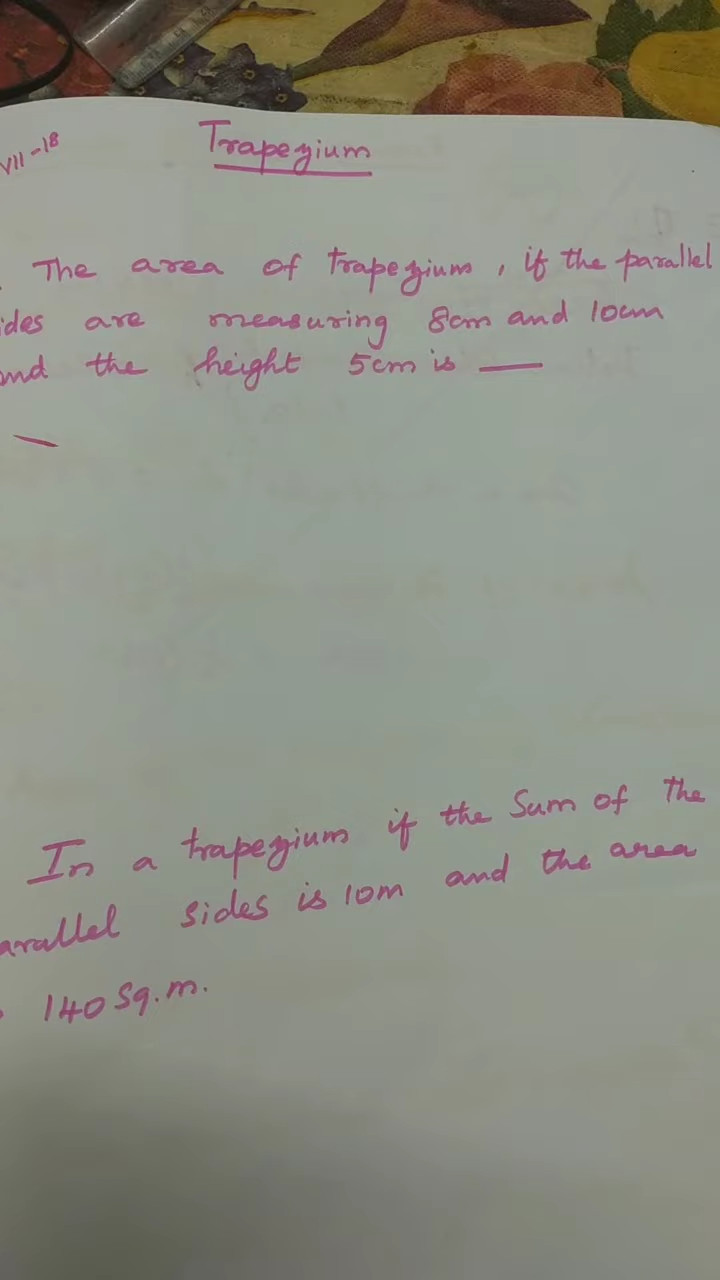 VII-18
Trapezium
The area of trapezium, if the parallel
ides are measuring 8cm and 10cm
nd the height 5cm is —
In a trapezium if the Sum of The
arallel sides is 10m and the area
140 Sq.m.